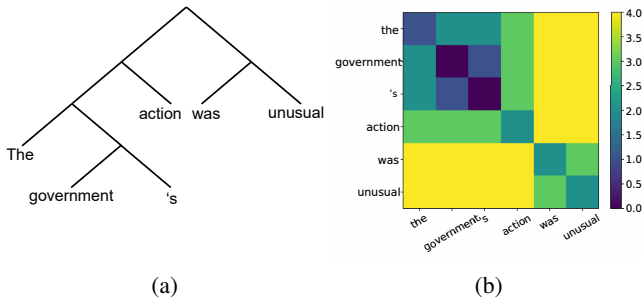 The
government
's
action
was
unusual
(a)
the
government
's
action
was
unusual
the
government
's
action
was
unusual
4.0
3.5
3.0
2.5
2.0
1.5
1.0
0.5
0.0
(b)